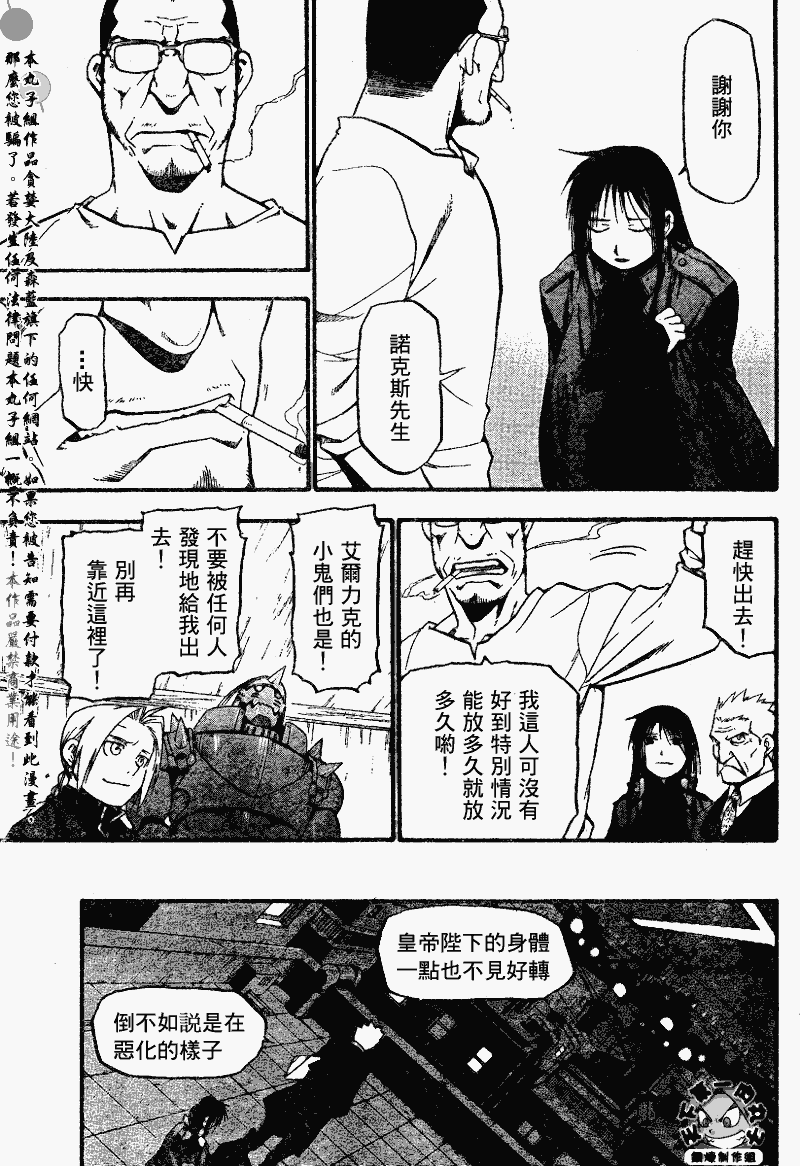 謝謝你
諾克斯先生
…快
趕快出去！
我這人可沒有
好到特別情況
能放多久就放
多久喲！
艾爾力克的
小鬼們也是！
不要被任何人
發現地給我出
去！
別再
靠近這裡了！
皇帝陛下的身體
一點也不見好轉
倒不如説是在
惡化的樣子
本丸子組作品貪婪大陸及森藍旗下的任何網站。如果您被告知需要付款才能看到此漫畫。
那麼您被騙了。若發生任何法律問題本丸子組一概不負責！本作品嚴禁商業用途！